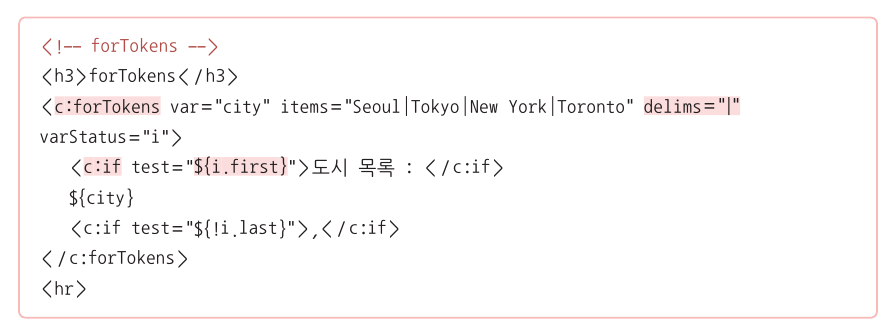 <!-- forTokens -->
<h3>forTokens</h3>
<c:forTokens var="city" items="Seoul|Tokyo|New York|Toronto" delims="|"
varStatus="i">
<c:if test="${i.first}">도시 목록 : </c:if>
${city}
<c:if test="${!i.last}">,</c:if>
</c:forTokens>
<hr>